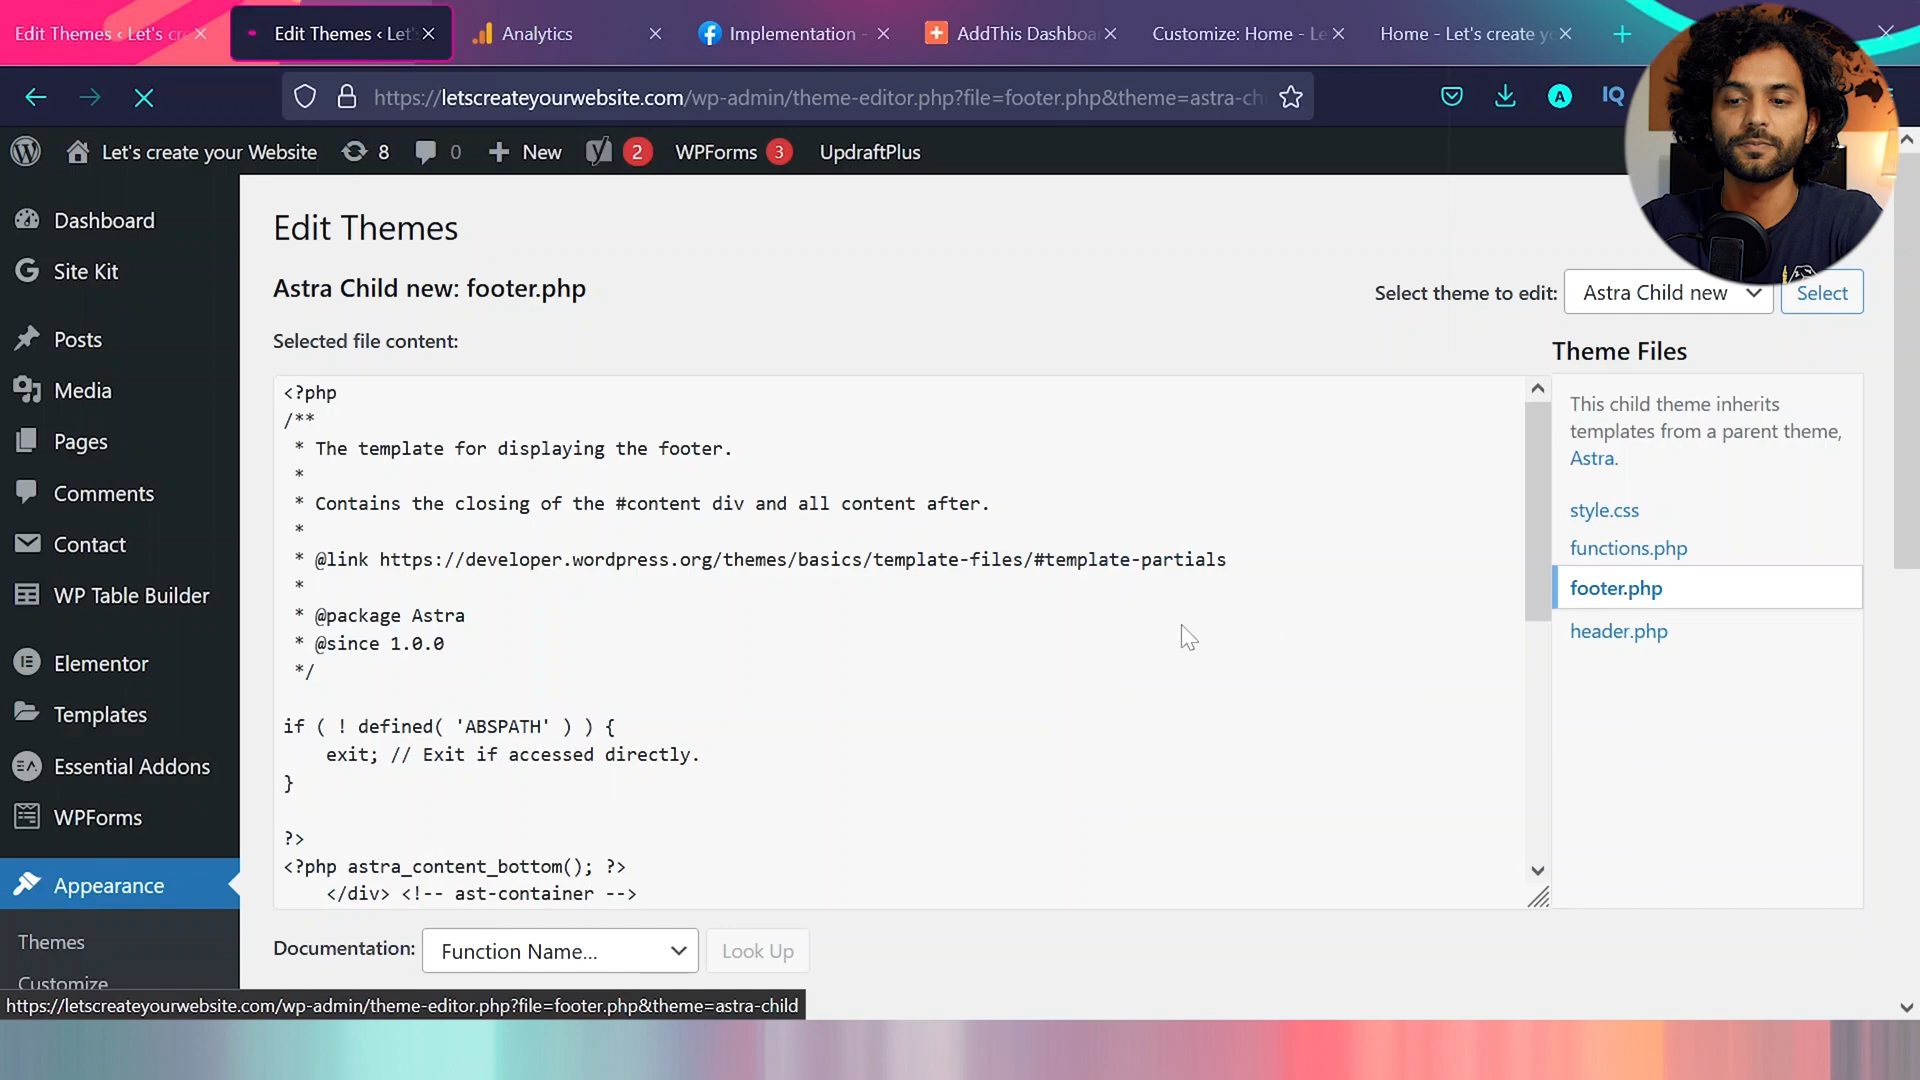 Edit Themes ‹ Let's cr
Edit Themes ‹ Let'
Analytics
Implementation -
AddThis Dashboa
Customize: Home - Le
Home - Let's create y
https://letscreateyourwebsite.com/wp-admin/theme-editor.php?file=footer.php&theme=astra-ch
A
IQ
Let's create your Website
8
0
New
2
WPForms
3
UpdraftPlus
Dashboard
Site Kit
Posts
Media
Pages
Comments
Contact
WP Table Builder
Elementor
Templates
Essential Addons
WPForms
Appearance
Themes
Customize
Edit Themes
Astra Child new: footer.php
Select theme to edit:
Astra Child new
Select
Selected file content:
<?php
/**
* The template for displaying the footer.
*
* Contains the closing of the #content div and all content after.
*
* @link https://developer.wordpress.org/themes/basics/template-files/#template-partials
*
* @package Astra
* @since 1.0.0
*/
if ( ! defined( 'ABSPATH' ) ) {
exit; // Exit if accessed directly.
}
?>
<?php astra_content_bottom(); ?>
</div> <!-- ast-container -->
Theme Files
This child theme inherits
templates from a parent theme,
Astra.
style.css
functions.php
footer.php
header.php
Documentation:
Function Name...
Look Up
https://letscreateyourwebsite.com/wp-admin/theme-editor.php?file=footer.php&theme=astra-child